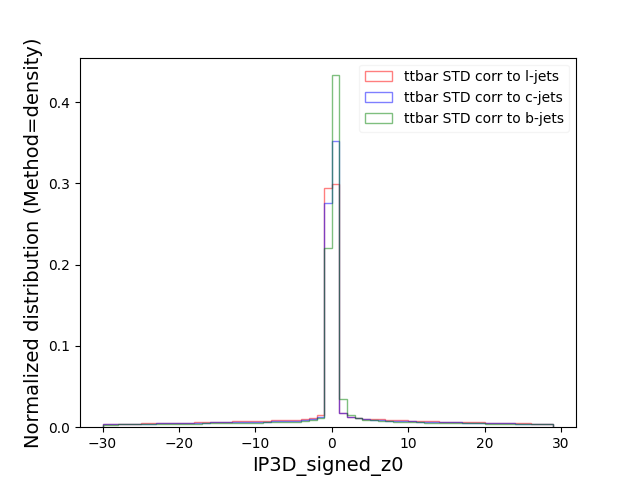 ttbar STD corr to l-jets
ttbar STD corr to c-jets
ttbar STD corr to b-jets
Normalized distribution (Method=density)
0.4
0.3
0.2
0.1
0.0
−30 −20 −10 0 10 20 30
IP3D_signed_z0